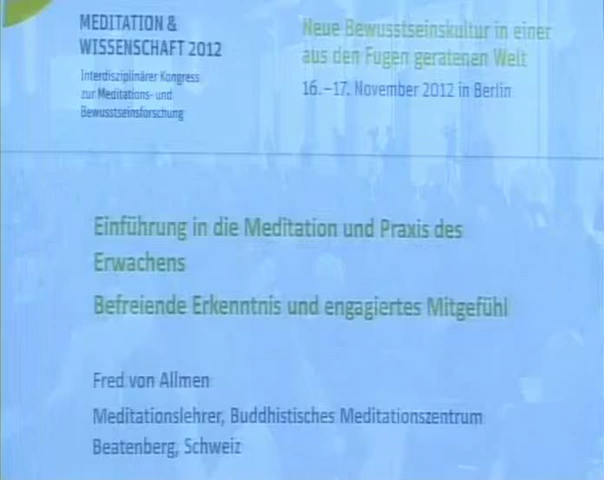 MEDITATION &
WISSENSCHAFT 2012
Interdisziplinärer Kongress
zur Meditations- und
Bewusstseinsforschung
Neue Bewusstseinskultur in einer
aus den Fugen geratenen Welt
16.–17. November 2012 in Berlin
Einführung in die Meditation und Praxis des
Erwachens
Befreiende Erkenntnis und engagiertes Mitgefühl
Fred von Allmen
Meditationslehrer, Buddhistisches Meditationszentrum
Beatenberg, Schweiz